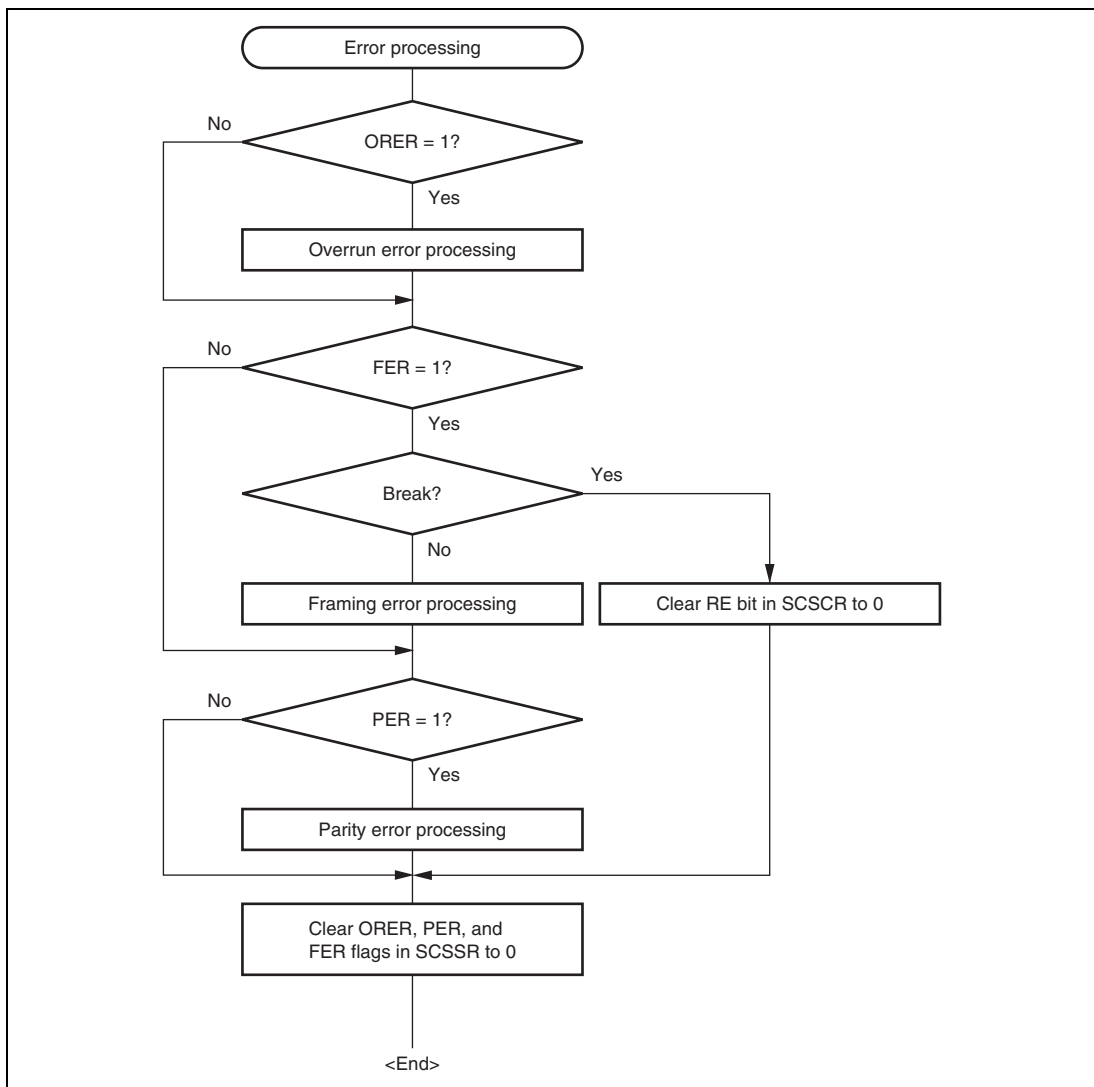 Error processing
No
ORER = 1?
Yes
Overrun error processing
No
FER = 1?
Yes
Yes
Break?
No
Framing error processing
Clear RE bit in SCSCR to 0
No
PER = 1?
Yes
Parity error processing
Clear ORER, PER, and
FER flags in SCSSR to 0
<End>